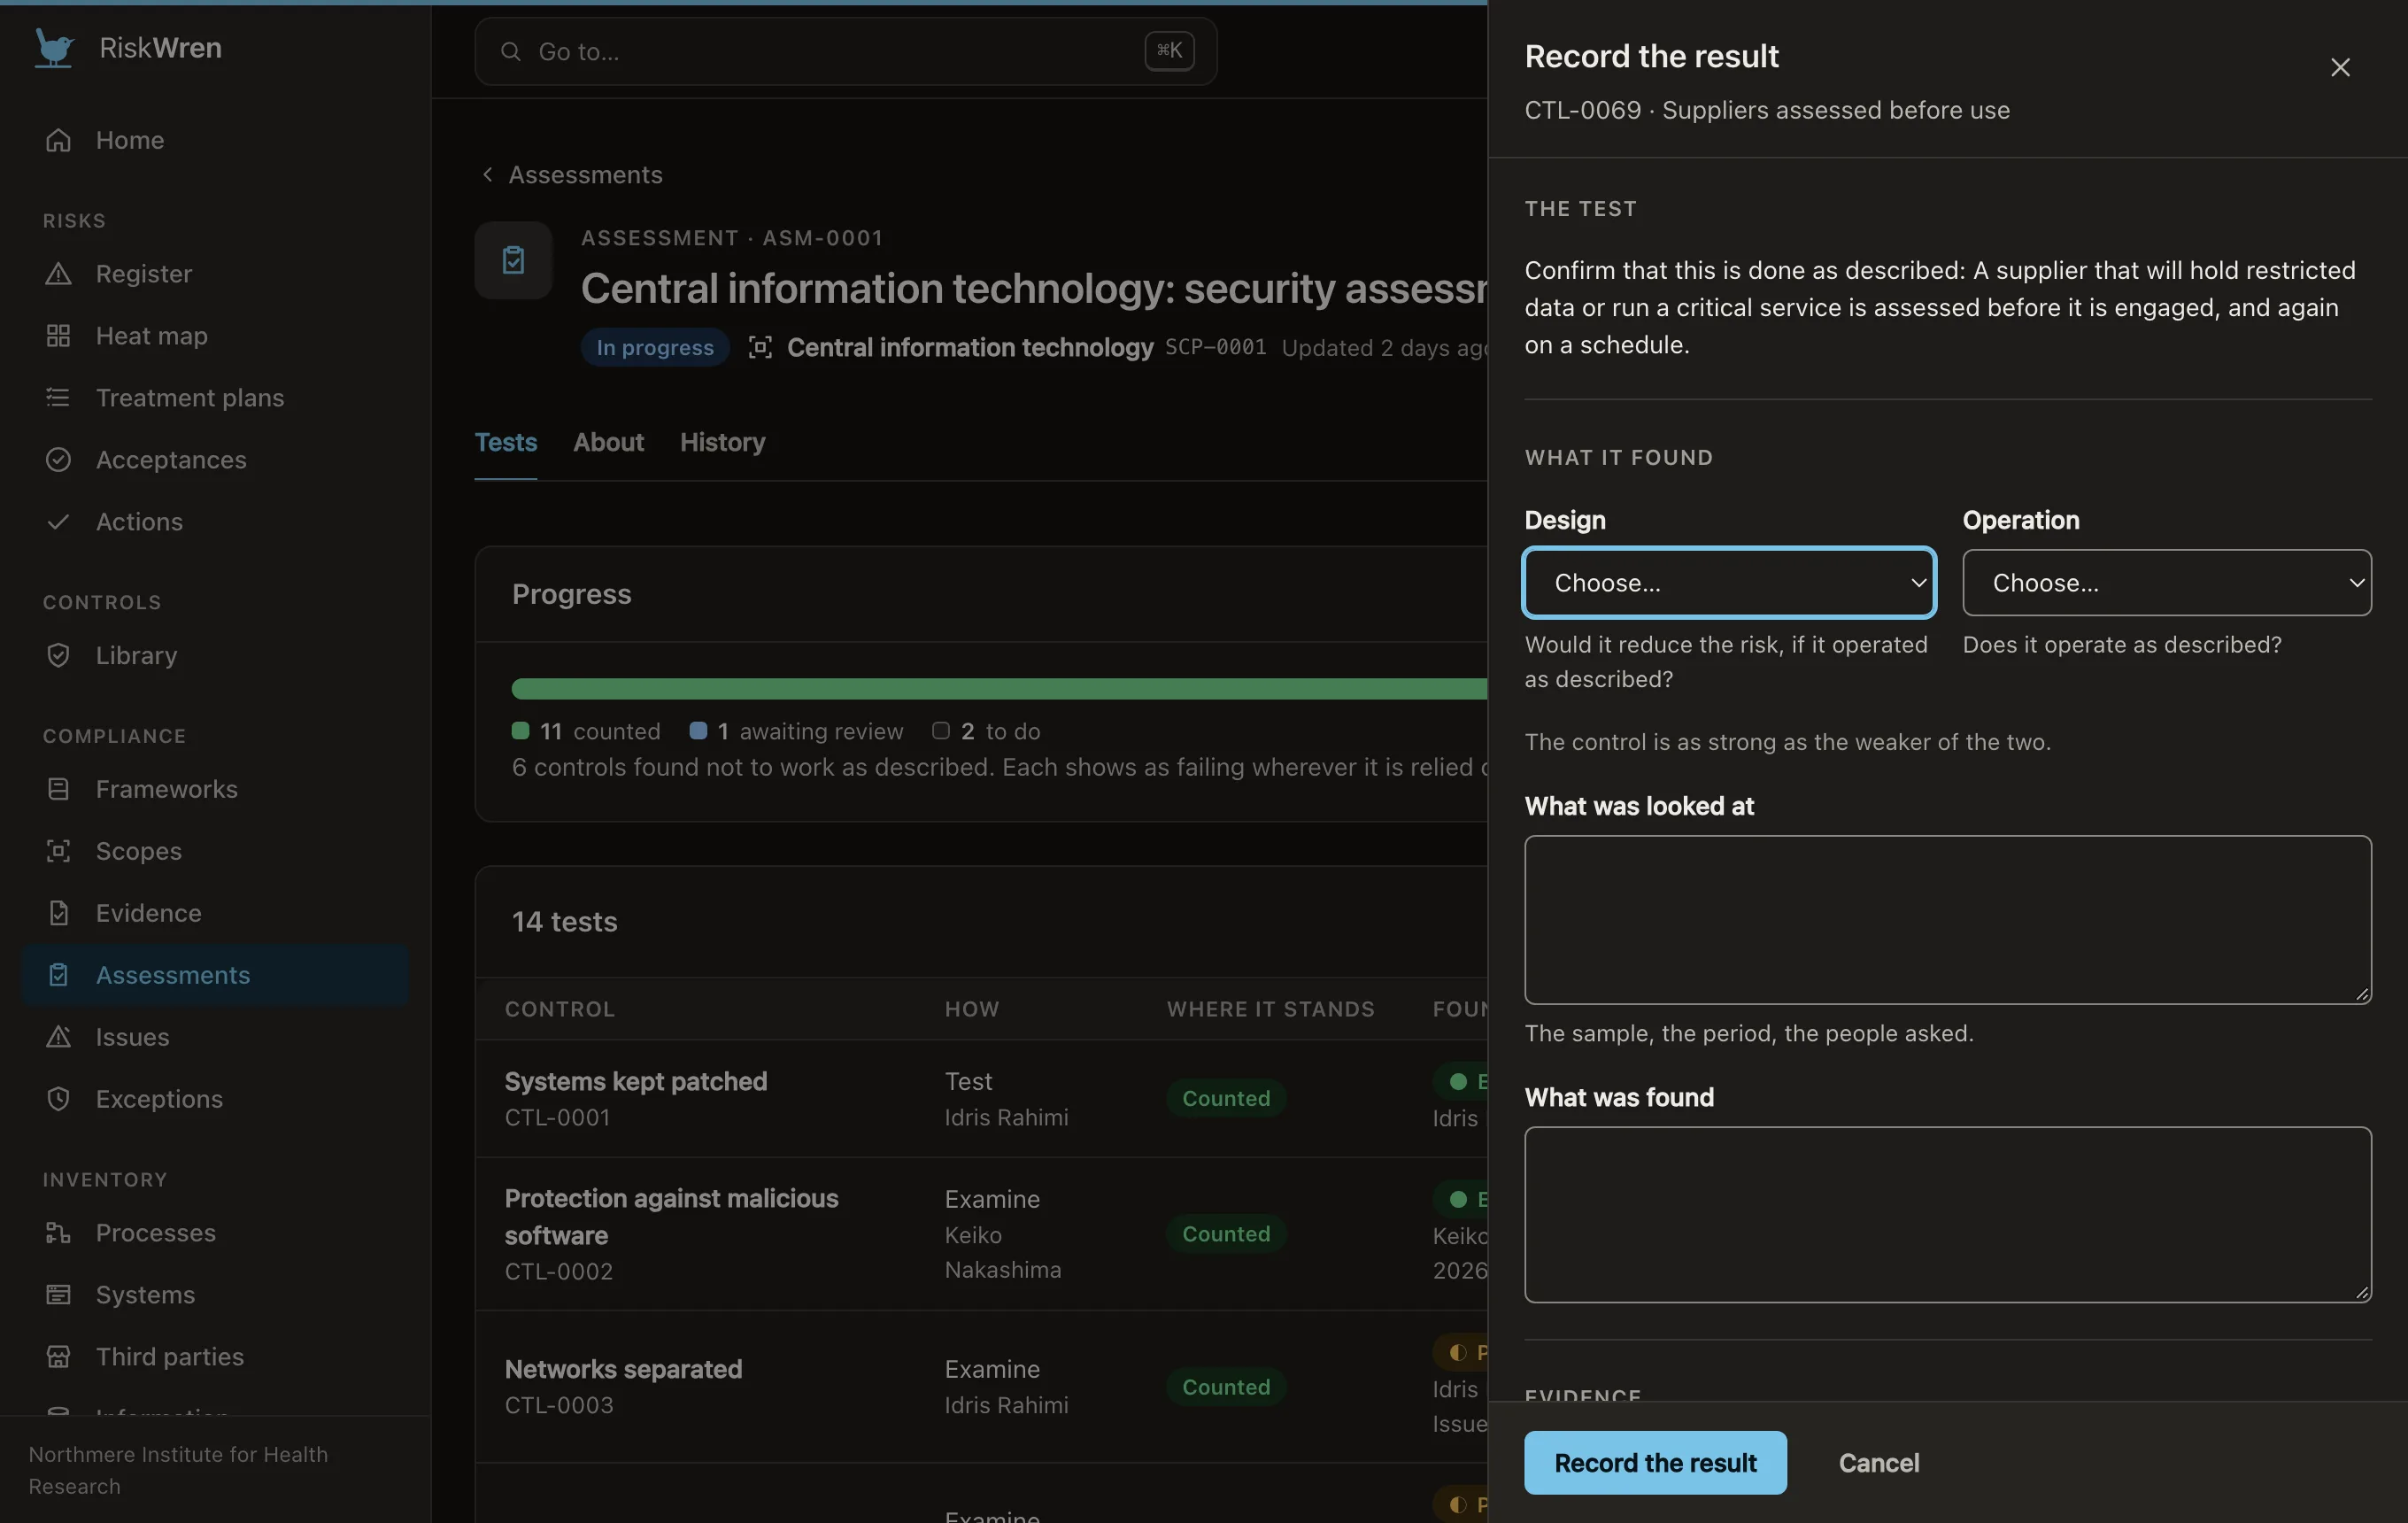 RiskWren
Home
RISKS
Register
Heat map
Treatment plans
Acceptances
Actions
CONTROLS
Library
COMPLIANCE
Frameworks
Scopes
Evidence
Assessments
Issues
Exceptions
INVENTORY
Processes
Systems
Third parties
Information
Northmere Institute for Health
Research
Go to...
⌘K
Assessments
ASSESSMENT · ASM-0001
Central information technology: security
In progress
Central information technology SCP-0001 Updated 2 days
Tests About History
Progress
11 counted 1 awaiting review 2 to do
6 controls found not to work as described. Each shows as failing wherever it is relied
14 tests
CONTROL HOW WHERE IT STANDS
Systems kept patched
CTL-0001
Test
Idris Rahimi
Counted
Idris
Protection against malicious
software
CTL-0002
Examine
Keiko
Nakashima
Counted
Keiko
2026
Networks separated
CTL-0003
Examine
Idris Rahimi
Counted
Idris
Issue
Examine
Record the result
CTL-0069 · Suppliers assessed before use
THE TEST
Confirm that this is done as described: A supplier that will hold restricted
data or run a critical service is assessed before it is engaged, and again
on a schedule.
WHAT IT FOUND
Design
Choose...
Would it reduce the risk, if it operated
as described?
Operation
Choose...
Does it operate as described?
The control is as strong as the weaker of the two.
What was looked at
The sample, the period, the people asked.
What was found
EVIDENCE
Record the result
Cancel